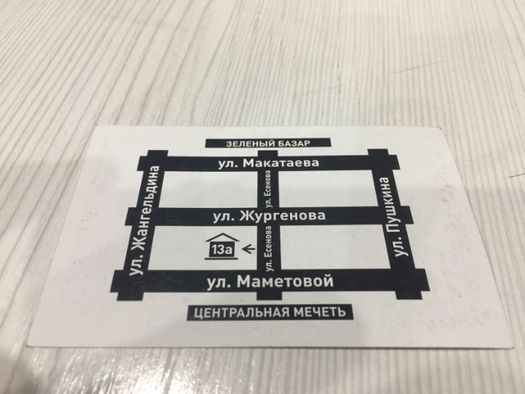 ЗЕЛЕНЫЙ БАЗАР
ул. Макатаева
ул. Жангельдина
ул. Есенова
ул. Пушкина
ул. Жургенова
13а
ул. Есенова
ул. Маметовой
ЦЕНТРАЛЬНАЯ МЕЧЕТЬ